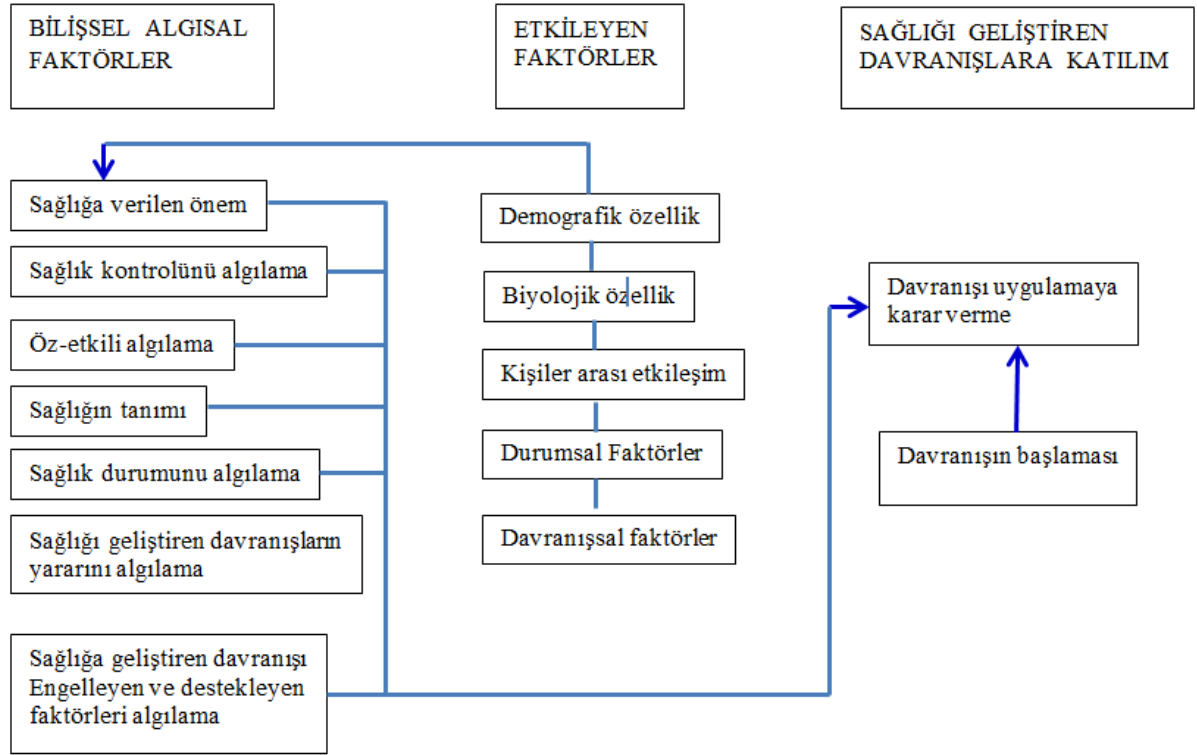 BİLİŞSEL ALGISAL
FAKTÖRLER
ETKİLEYEN
FAKTÖRLER
SAĞLIĞI GELİŞTİREN
DAVRANIŞLARA KATILIM
Sağlığa verilen önem
Sağlık kontrolünü algılama
Öz-etkili algılama
Sağlığın tanımı
Sağlık durumunu algılama
Sağlığı geliştiren davranışların
yararını algılama
Sağlığa geliştiren davranışı
Engelleyen ve destekleyen
faktörleri algılama
Demografik özellik
Biyolojik özellik
Kişiler arası etkileşim
Durumsal Faktörler
Davranışsal faktörler
Davranışı uygulamaya
karar verme
Davranışın başlaması